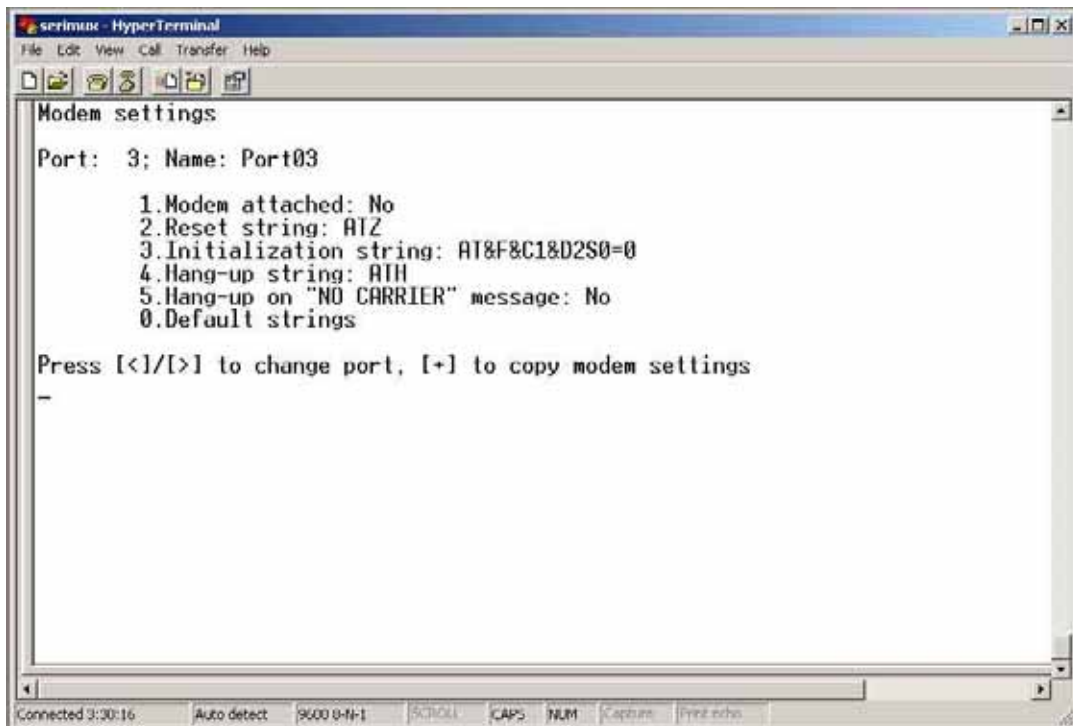 serimux - HyperTerminal
File Edit View Call Transfer Help
Modem settings
Port: 3; Name: Port03
1.Modem attached: No
2.Reset string: ATZ
3.Initialization string: AT&F&C1&D2S0=0
4.Hang-up string: ATH
5.Hang-up on "NO CARRIER" message: No
0.Default strings
Press [<]/[>] to change port, [+] to copy modem settings
Connected 3:30:16 Auto detect 9600 8-N-1 SCROLL CAPS NUM Capture Print echo